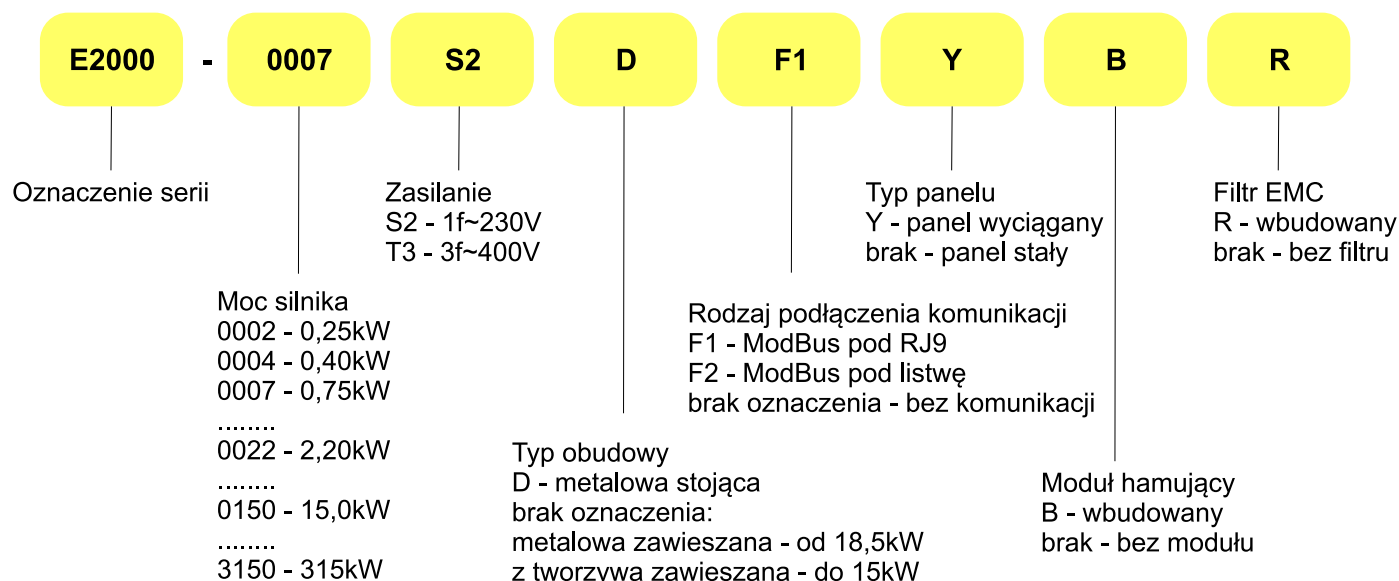 E2000 - 0007 S2 D F1 Y B R
Oznaczenie serii
Moc silnika
0002 - 0,25kW
0004 - 0,40kW
0007 - 0,75kW
........
0022 - 2,20kW
........
0150 - 15,0kW
........
3150 - 315kW
Zasilanie
S2 - 1f~230V
T3 - 3f~400V
Typ obudowy
D - metalowa stojąca
brak oznaczenia:
metalowa zawieszana - od 18,5kW
z tworzywa zawieszana - do 15kW
Rodzaj podłączenia komunikacji
F1 - ModBus pod RJ9
F2 - ModBus pod listwę
brak oznaczenia - bez komunikacji
Typ panelu
Y - panel wyciągany
brak - panel stały
Moduł hamujący
B - wbudowany
brak - bez modułu
Filtr EMC
R - wbudowany
brak - bez filtru